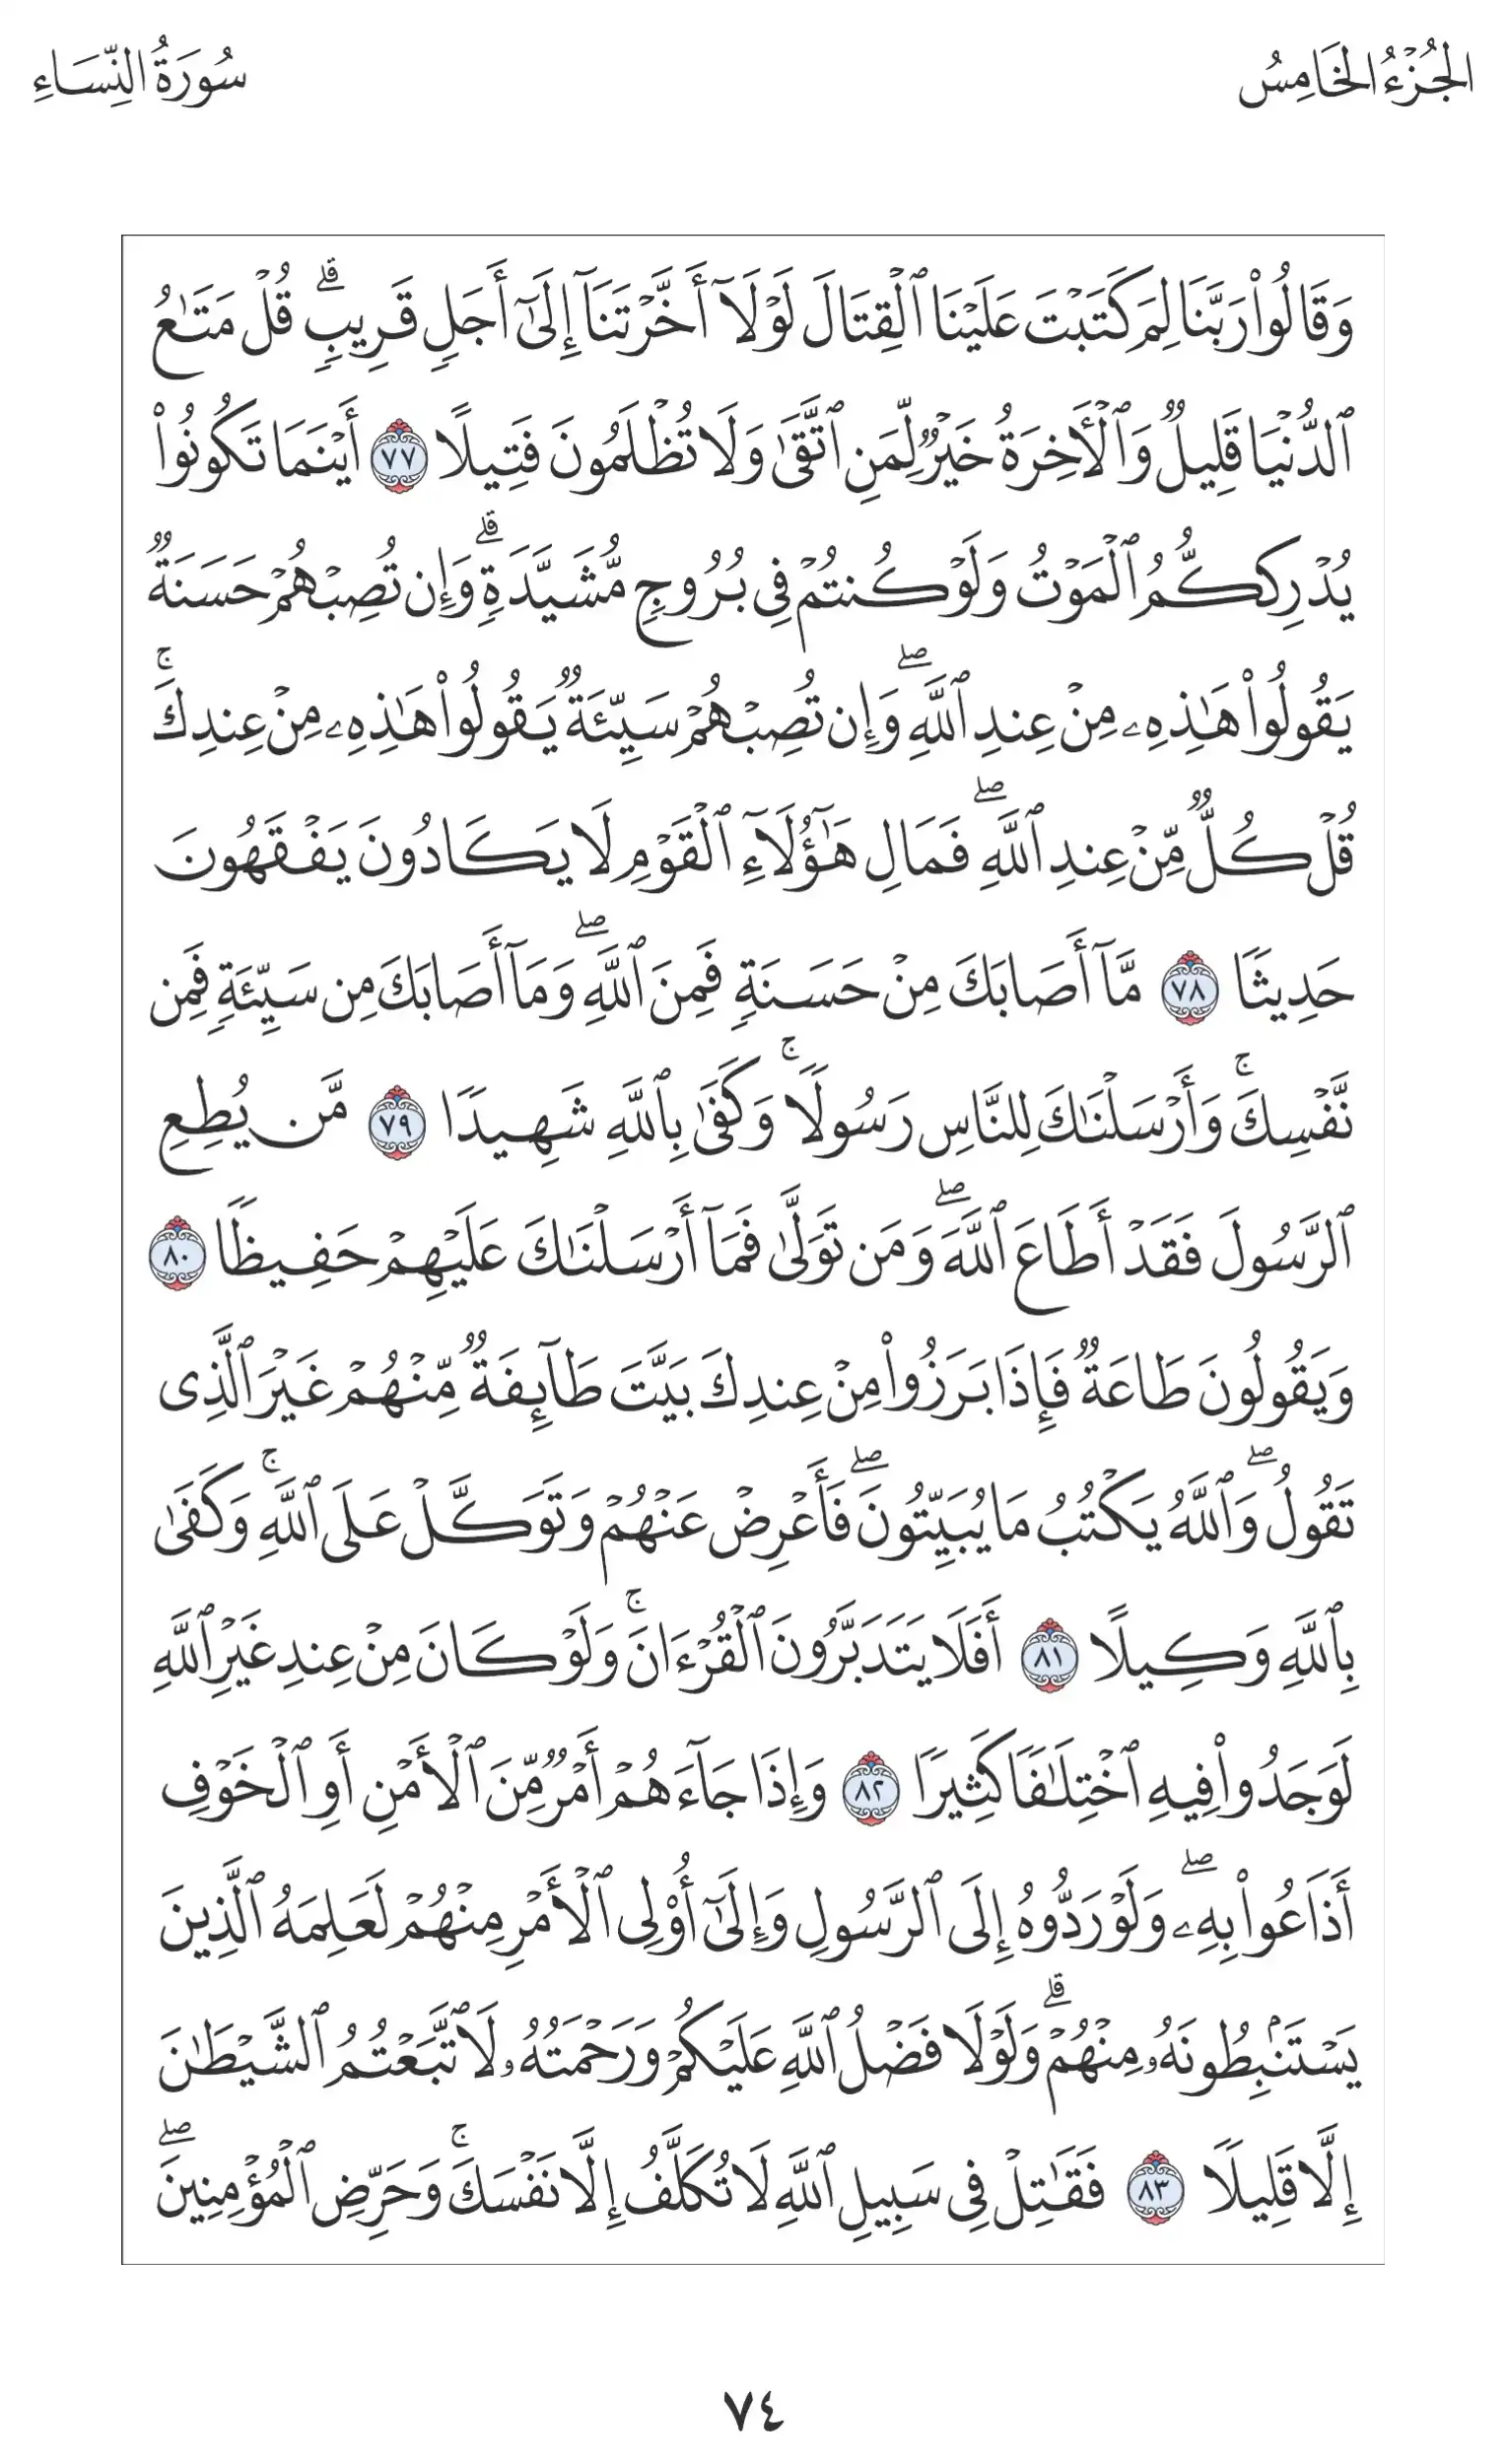 الجُزْءُ الخَامِسُ
سُورَةُ النِّسَاءِ
وَقَالُوا۟ رَبَّنَا لِمَ كَتَبْتَ عَلَيْنَا ٱلْقِتَالَ لَوْلَآ أَخَّرْتَنَآ إِلَىٰٓ أَجَلٍ قَرِيبٍۗ قُلْ مَتَـٰعُ
ٱلدُّنْيَا قَلِيلٌ وَٱلْأَخِرَةُ خَيْرٌ لِّمَنِ ٱتَّقَىٰ وَلَا تُظْلَمُونَ فَتِيلًا ٧٧ أَيْنَمَا تَكُونُوا۟
يُدْرِككُّمُ ٱلْمَوْتُ وَلَوْ كُنتُمْ فِى بُرُوجٍ مُّشَيَّدَةٍۗ وَإِن تُصِبْهُمْ حَسَنَةٌ
يَقُولُوا۟ هَـٰذِهِۦ مِنْ عِندِ ٱللَّهِۖ وَإِن تُصِبْهُمْ سَيِّئَةٌ يَقُولُوا۟ هَـٰذِهِۦ مِنْ عِندِكَۚ
قُلْ كُلٌّ مِّنْ عِندِ ٱللَّهِۖ فَمَالِ هَـٰٓؤُلَآءِ ٱلْقَوْمِ لَا يَكَادُونَ يَفْقَهُونَ
حَدِيثًا ٧٨ مَّآ أَصَابَكَ مِنْ حَسَنَةٍ فَمِنَ ٱللَّهِۖ وَمَآ أَصَابَكَ مِن سَيِّئَةٍ فَمِن
نَّفْسِكَۚ وَأَرْسَلْنَـٰكَ لِلنَّاسِ رَسُولًاۚ وَكَفَىٰ بِٱللَّهِ شَهِيدًا ٧٩ مَّن يُطِعِ
ٱلرَّسُولَ فَقَدْ أَطَاعَ ٱللَّهَۖ وَمَن تَوَلَّىٰ فَمَآ أَرْسَلْنَـٰكَ عَلَيْهِمْ حَفِيظًا ٨٠
وَيَقُولُونَ طَاعَةٌ فَإِذَا بَرَزُوا۟ مِنْ عِندِكَ بَيَّتَ طَآئِفَةٌ مِّنْهُمْ غَيْرَ ٱلَّذِى
تَقُولُۖ وَٱللَّهُ يَكْتُبُ مَا يُبَيِّتُونَۖ فَأَعْرِضْ عَنْهُمْ وَتَوَكَّلْ عَلَى ٱللَّهِۚ وَكَفَىٰ
بِٱللَّهِ وَكِيلًا ٨١ أَفَلَا يَتَدَبَّرُونَ ٱلْقُرْءَانَۚ وَلَوْ كَانَ مِنْ عِندِ غَيْرِ ٱللَّهِ
لَوَجَدُوا۟ فِيهِ ٱخْتِلَـٰفًا كَثِيرًا ٨٢ وَإِذَا جَآءَهُمْ أَمْرٌ مِّنَ ٱلْأَمْنِ أَوِ ٱلْخَوْفِ
أَذَاعُوا۟ بِهِۦۖ وَلَوْ رَدُّوهُ إِلَى ٱلرَّسُولِ وَإِلَىٰٓ أُو۟لِى ٱلْأَمْرِ مِنْهُمْ لَعَلِمَهُ ٱلَّذِينَ
يَسْتَنۢبِطُونَهُۥ مِنْهُمْۗ وَلَوْلَا فَضْلُ ٱللَّهِ عَلَيْكُمْ وَرَحْمَتُهُۥ لَٱتَّبَعْتُمُ ٱلشَّيْطَـٰنَ
إِلَّا قَلِيلًا ٨٣ فَقَـٰتِلْ فِى سَبِيلِ ٱللَّهِ لَا تُكَلَّفُ إِلَّا نَفْسَكَۚ وَحَرِّضِ ٱلْمُؤْمِنِينَۖ
٧٤